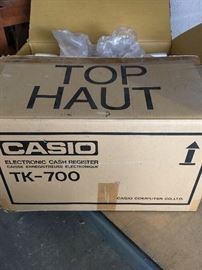 TOP
HAUT
CASIO
ELECTRONIC CASH REGISTER
CAISSE ENREGISTREUSE ELECTRONIQUE
TK-700
CASIO COMPUTER CO.,LTD.